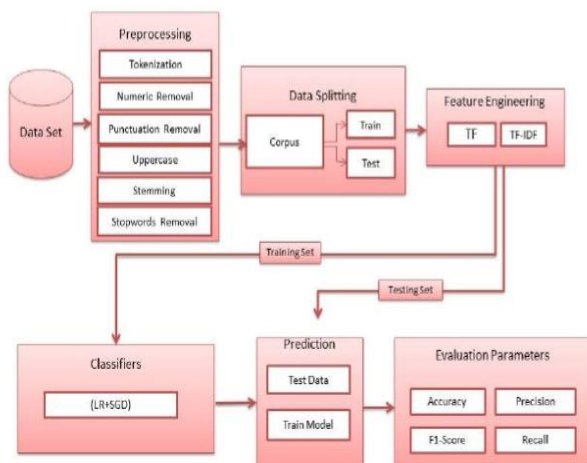 Preprocessing
Tokenization
Numeric Removal
Punctuation Removal
Uppercase
Stemming
Stopwords Removal
Data Set
Data Splitting
Corpus
Train
Test
Feature Engineering
TF
TF-IDF
Training Set
Testing Set
Classifiers
(LR+SGD)
Prediction
Test Data
Train Model
Evaluation Parameters
Accuracy
Precision
F1-Score
Recall